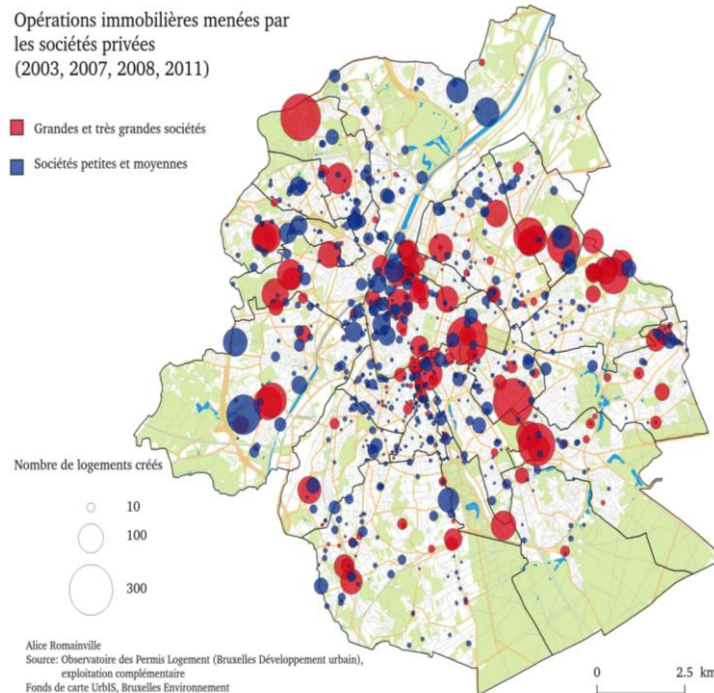 Opérations immobilières menées par
les sociétés privées
(2003, 2007, 2008, 2011)
Grandes et très grandes sociétés
Sociétés petites et moyennes
Nombre de logements créés
10
100
300
Alice Romainville
Source: Observatoire des Permis Logement (Bruxelles Développement urbain),
exploitation complémentaire
Fonds de carte UrbIS, Bruxelles Environnement
0 2.5 km